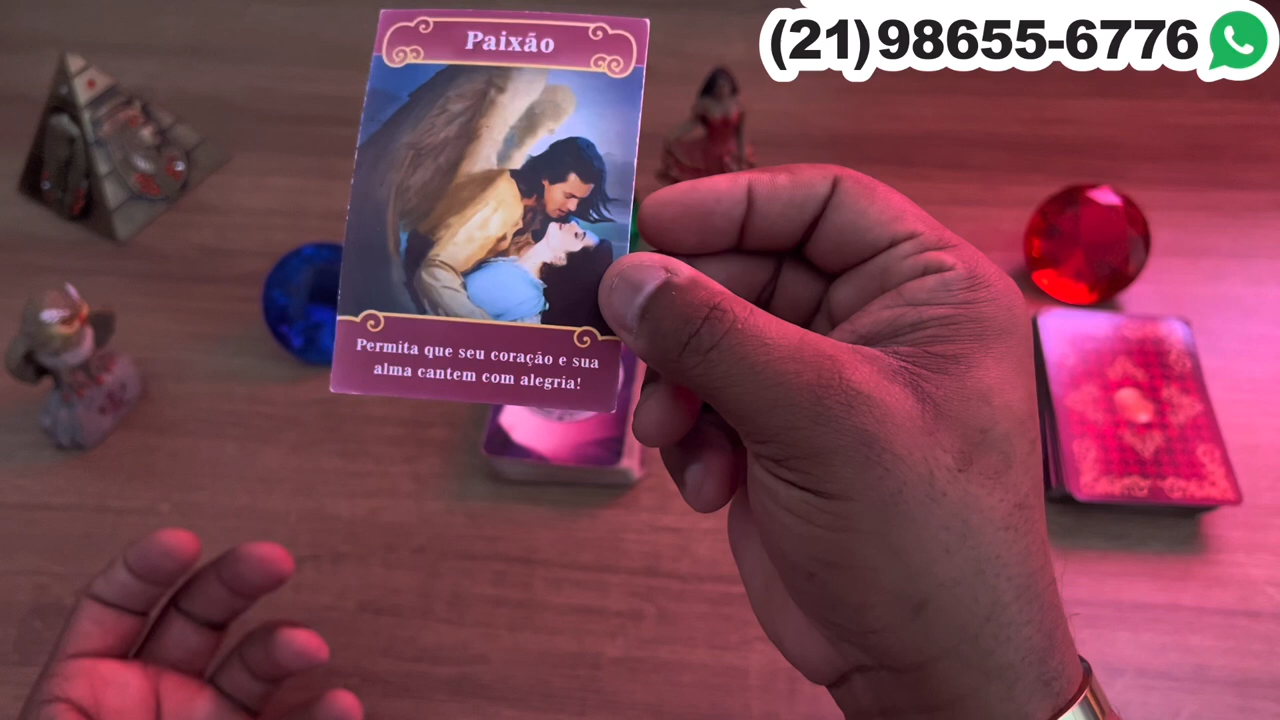 (21)98655-6776
Paixão
Permita que seu coração e sua
alma cantem com alegria!